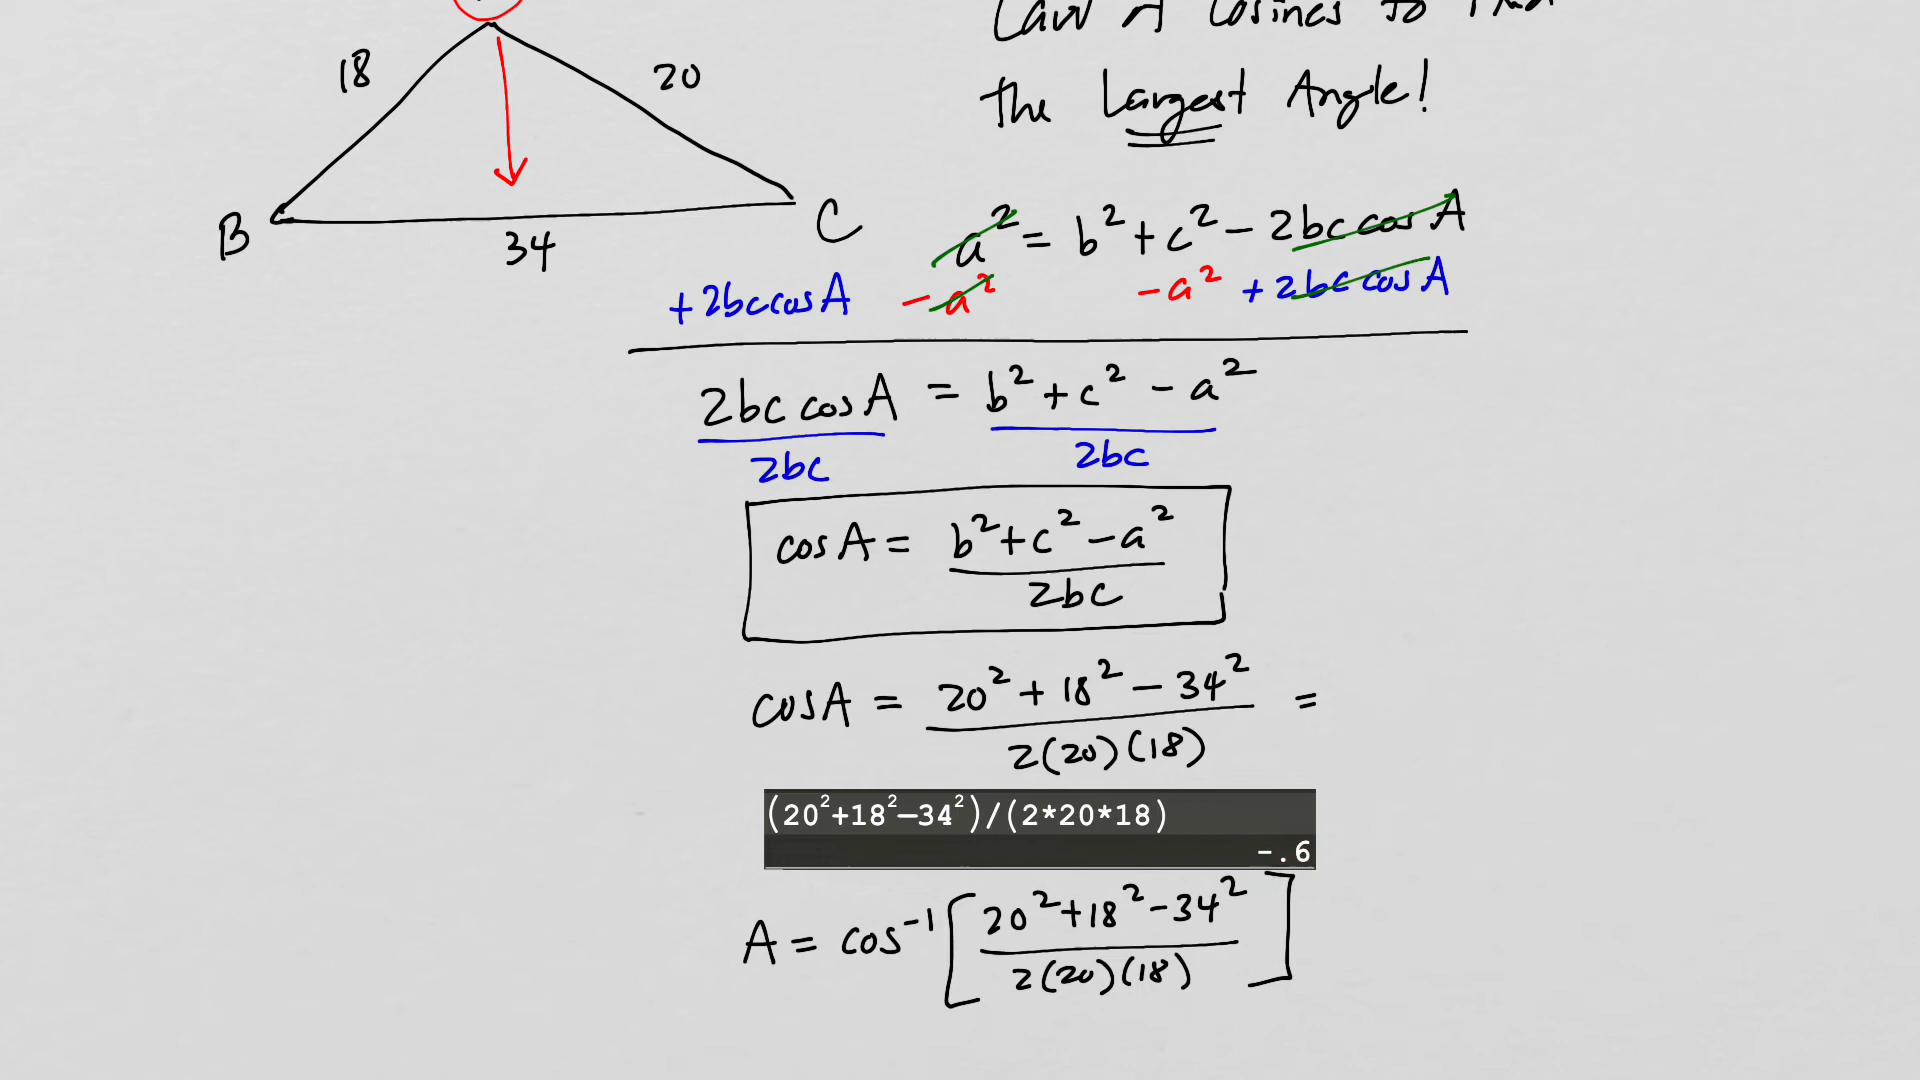 Law of Cosines to Find
the Largest Angle!
18
20
B
C
34
a² = b² + c² - 2bc cos A
+2bc cos A - a² - a² + 2bc cos A
2bc cos A = b² + c² - a²
2bc 2bc
cos A = b² + c² - a²
2bc
cos A = 20² + 18² - 34² =
2(20)(18)
(20²+18²-34²)/(2*20*18)
-.6
A = cos⁻¹[20² + 18² - 34²]
2(20)(18)